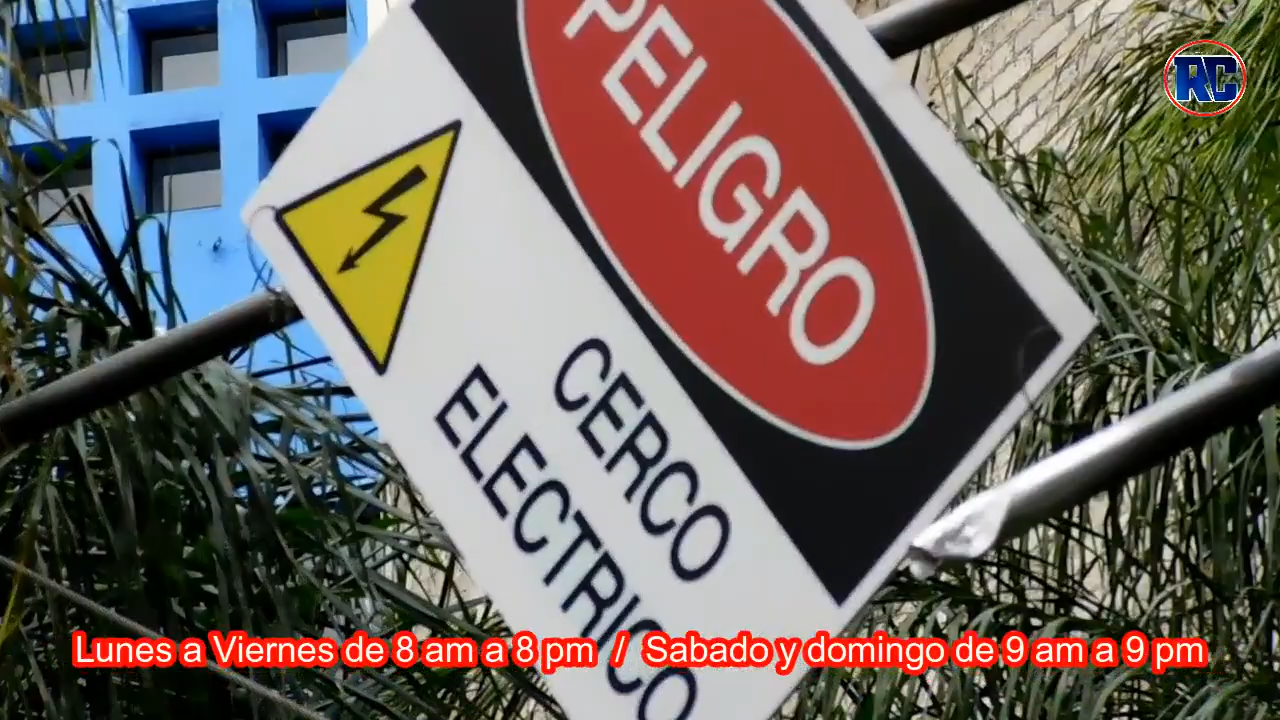 RC
PELIGRO
CERCO
ELECTRICO
Lunes a Viernes de 8 am a 8 pm / Sabado y domingo de 9 am a 9 pm